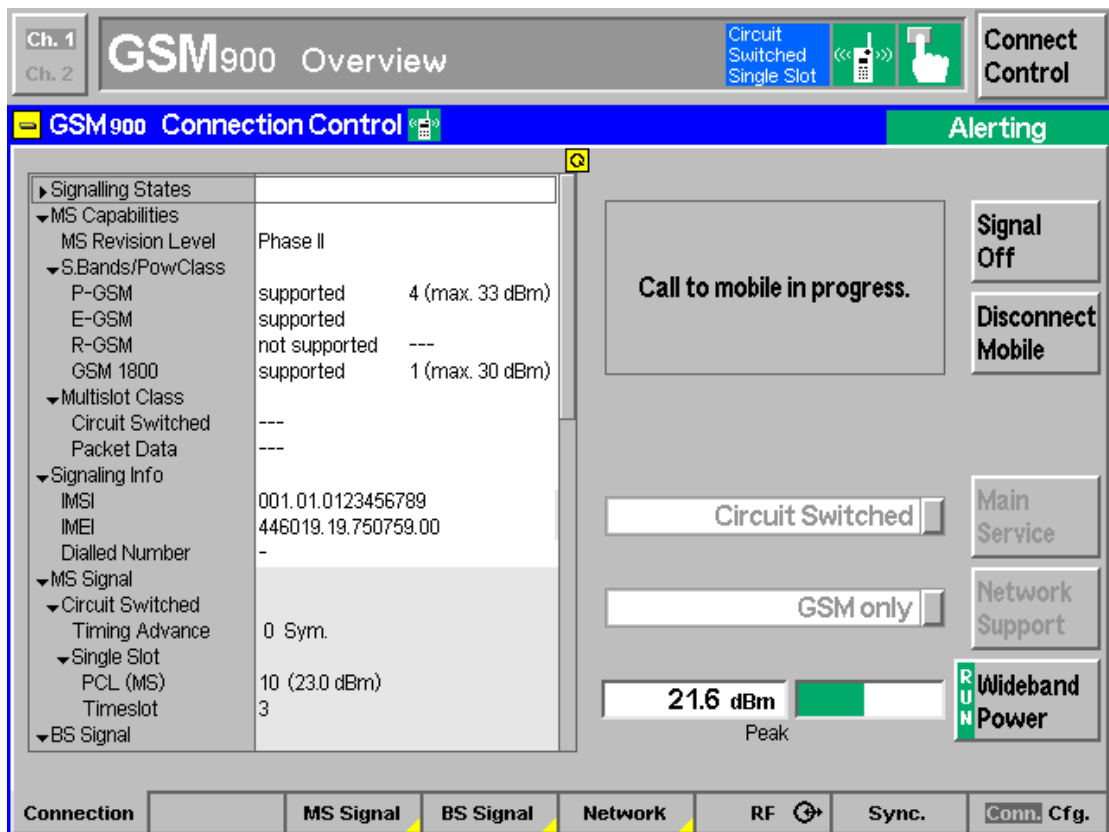 Ch. 1
Ch. 2
GSM900 Overview
Circuit
Switched
Single Slot
Connect
Control
GSM900 Connection Control
Alerting
Signalling States
MS Capabilities
MS Revision Level Phase II
S.Bands/PowClass
P-GSM supported 4 (max. 33 dBm)
E-GSM supported
R-GSM not supported ---
GSM 1800 supported 1 (max. 30 dBm)
Multislot Class
Circuit Switched ---
Packet Data ---
Signaling Info
IMSI 001.01.0123456789
IMEI 446019.19.750759.00
Dialled Number -
MS Signal
Circuit Switched
Timing Advance 0 Sym.
Single Slot
PCL (MS) 10 (23.0 dBm)
Timeslot 3
BS Signal
Call to mobile in progress.
Signal
Off
Disconnect
Mobile
Circuit Switched
Main
Service
GSM only
Network
Support
21.6 dBm
Peak
RUN
Wideband
Power
Connection
MS Signal
BS Signal
Network
RF
Sync.
Conn. Cfg.